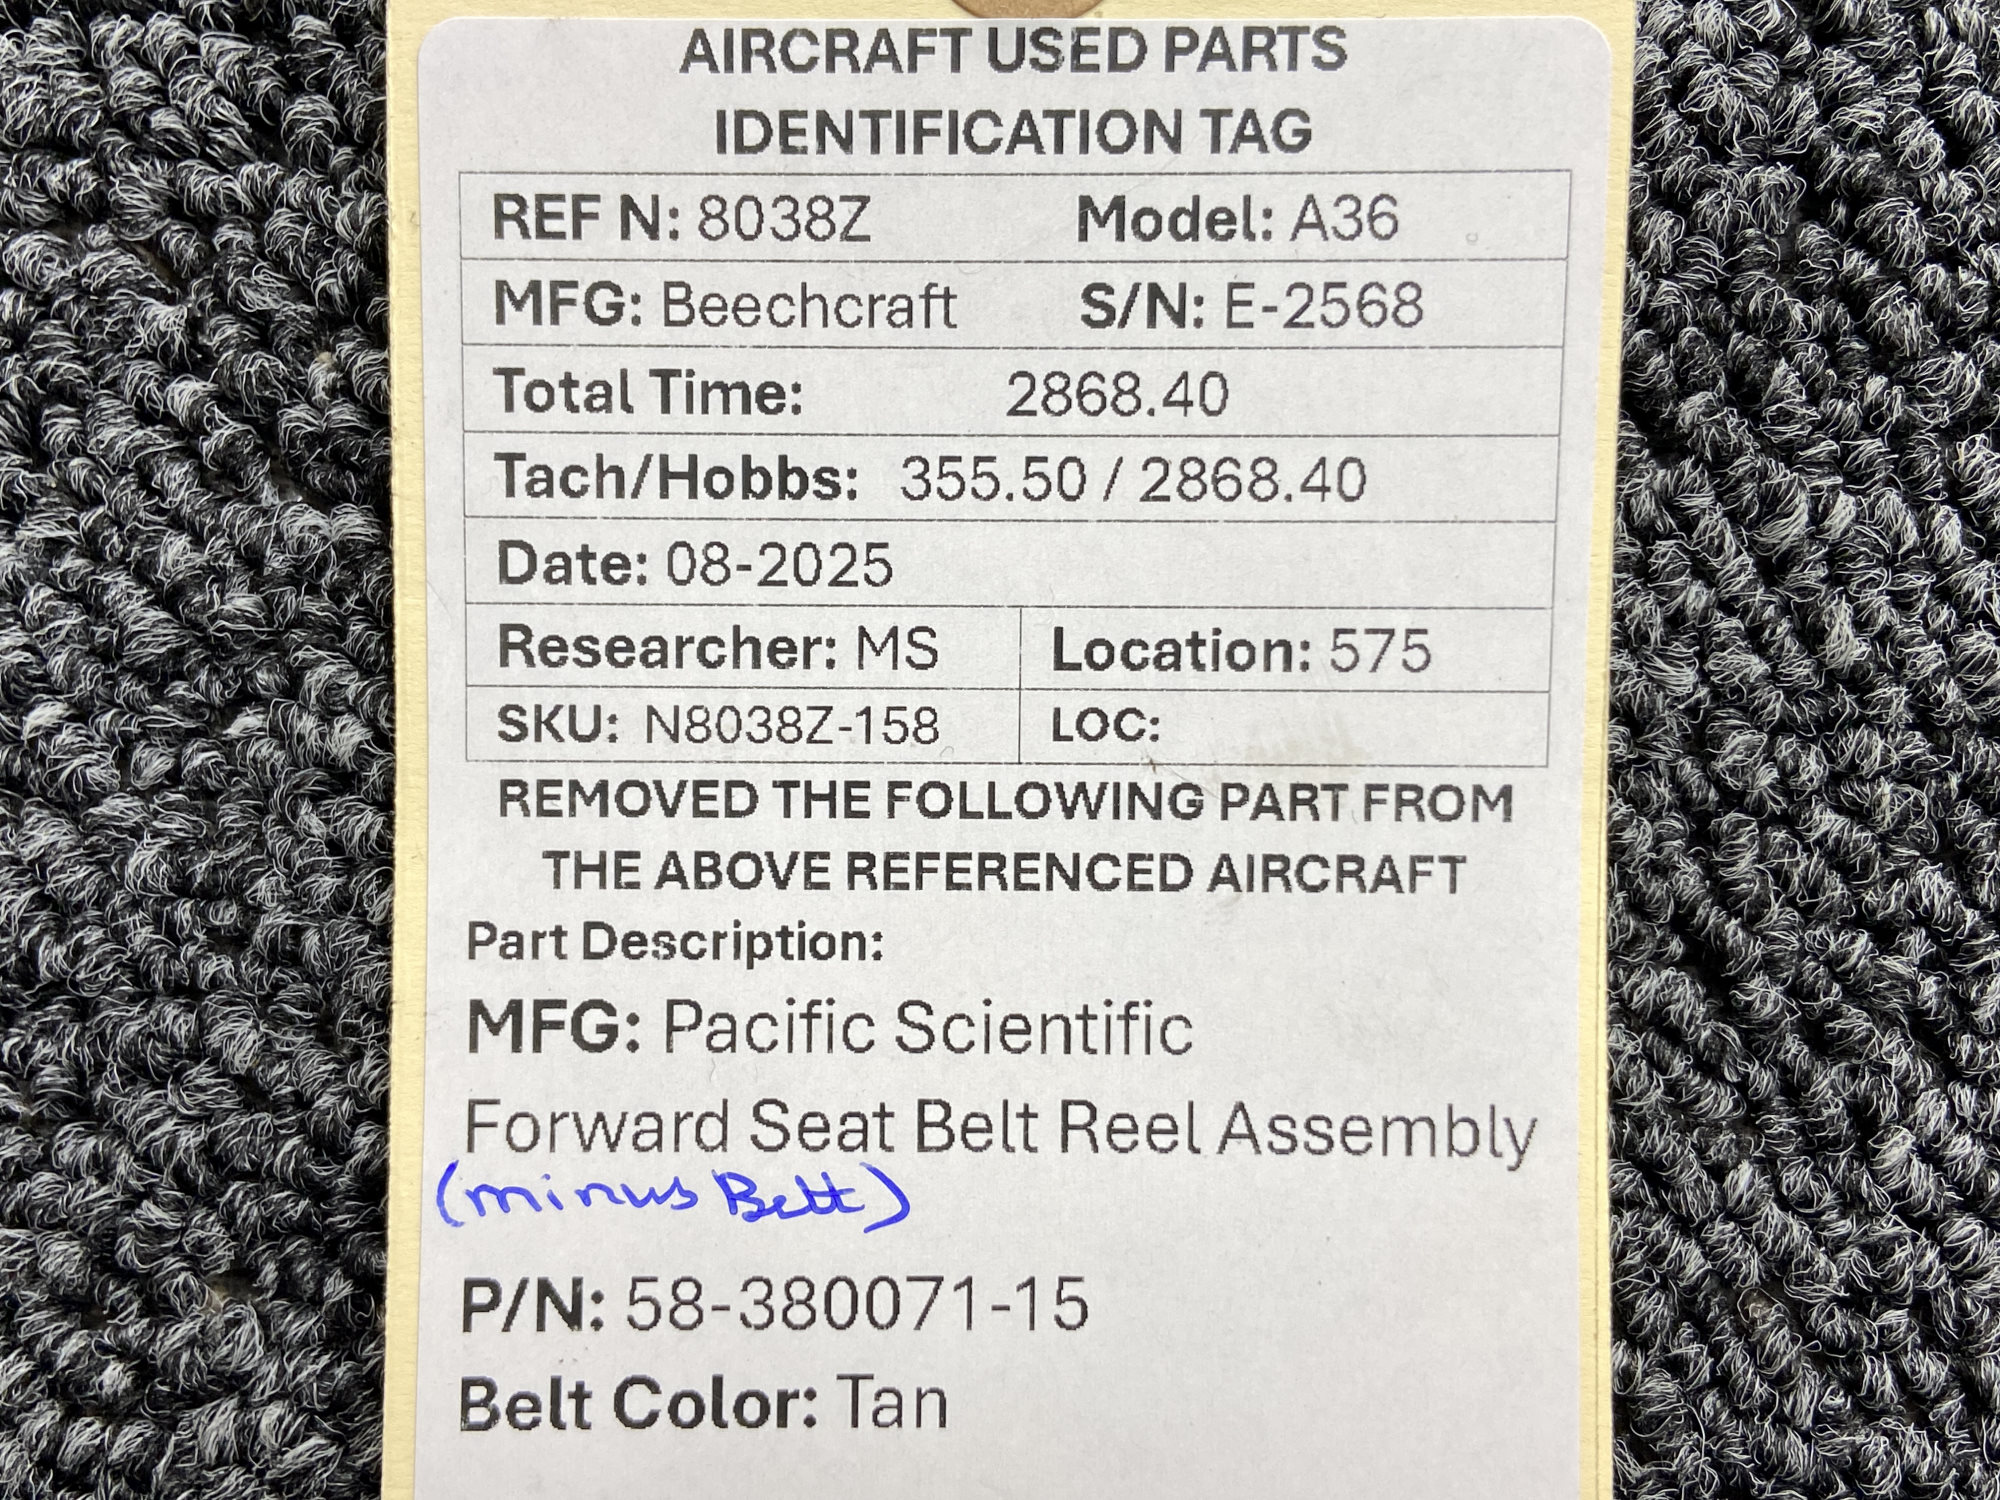 AIRCRAFT USED PARTS
IDENTIFICATION TAG
REF N: 8038Z Model: A36
MFG: Beechcraft S/N: E-2568
Total Time: 2868.40
Tach/Hobbs: 355.50 / 2868.40
Date: 08-2025
Researcher: MS Location: 575
SKU: N8038Z-158 LOC:
REMOVED THE FOLLOWING PART FROM
THE ABOVE REFERENCED AIRCRAFT
Part Description:
MFG: Pacific Scientific
Forward Seat Belt Reel Assembly
(minus Belt)
P/N: 58-380071-15
Belt Color: Tan